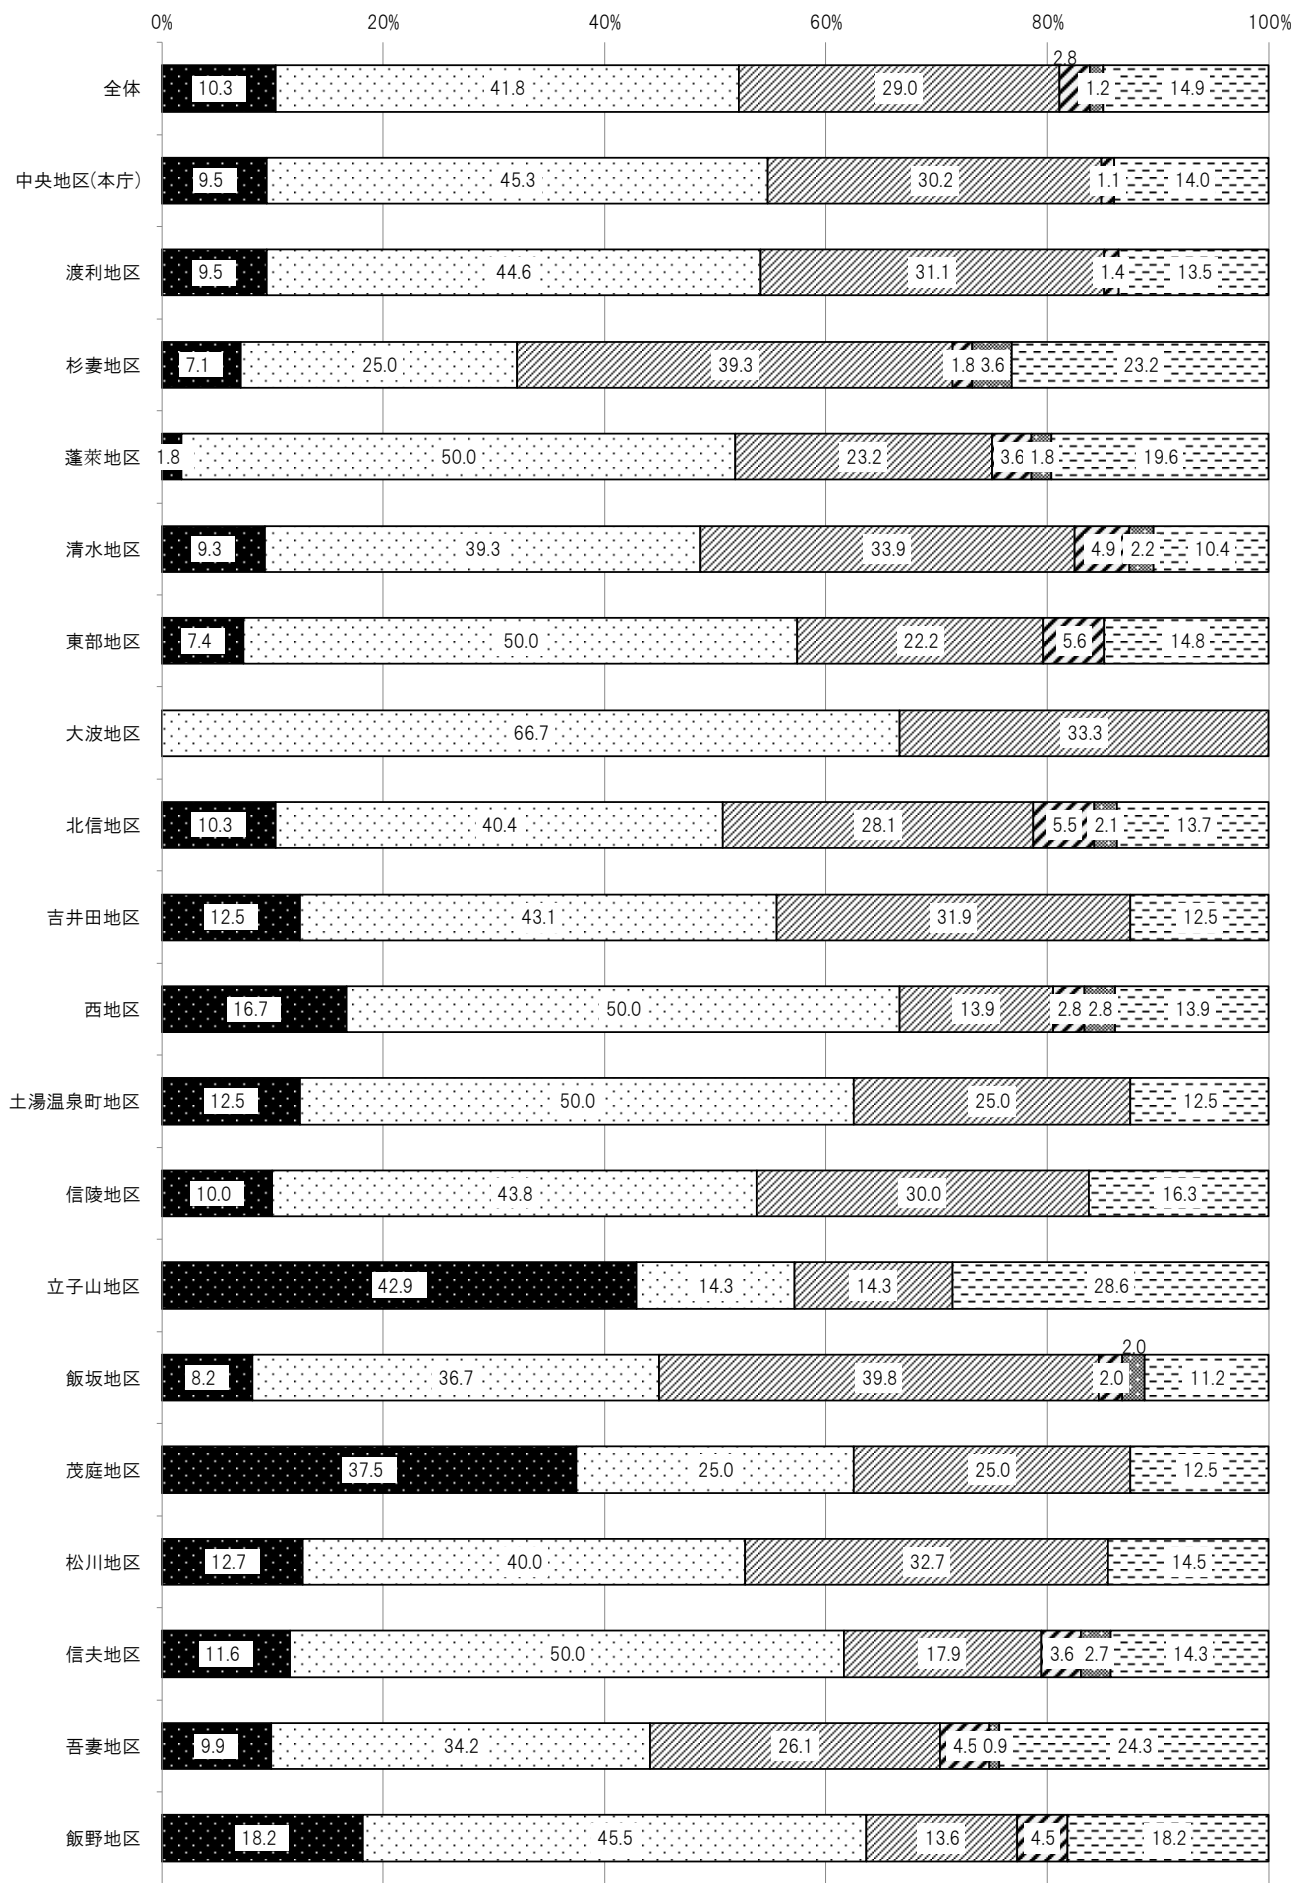 0% 20% 40% 60% 80% 100%
2.8
全体 10.3 41.8 29.0 1.2 14.9
中央地区(本庁) 9.5 45.3 30.2 1.1 14.0
渡利地区 9.5 44.6 31.1 1.4 13.5
杉妻地区 7.1 25.0 39.3 1.8 3.6 23.2
蓬萊地区 1.8 50.0 23.2 3.6 1.8 19.6
清水地区 9.3 39.3 33.9 4.9 2.2 10.4
東部地区 7.4 50.0 22.2 5.6 14.8
大波地区 66.7 33.3
北信地区 10.3 40.4 28.1 5.5 2.1 13.7
吉井田地区 12.5 43.1 31.9 12.5
西地区 16.7 50.0 13.9 2.8 2.8 13.9
土湯温泉町地区 12.5 50.0 25.0 12.5
信陵地区 10.0 43.8 30.0 16.3
立子山地区 42.9 14.3 14.3 28.6
2.0
飯坂地区 8.2 36.7 39.8 2.0 11.2
茂庭地区 37.5 25.0 25.0 12.5
松川地区 12.7 40.0 32.7 14.5
信夫地区 11.6 50.0 17.9 3.6 2.7 14.3
吾妻地区 9.9 34.2 26.1 4.5 0.9 24.3
飯野地区 18.2 45.5 13.6 4.5 18.2